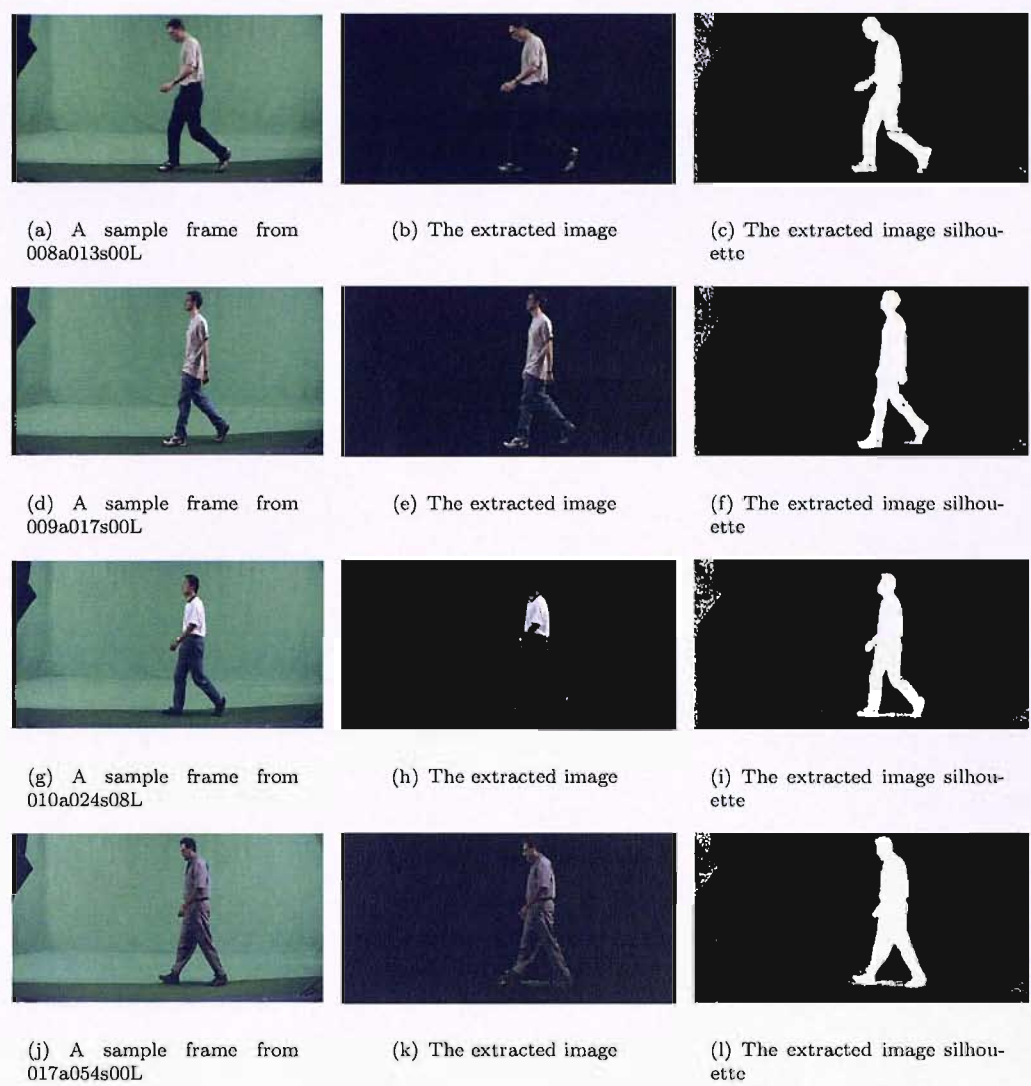 (a) A sample frame from
008a013s00L
(b) The extracted image
(c) The extracted image silhou-
ette
(d) A sample frame from
009a017s00L
(e) The extracted image
(f) The extracted image silhou-
ette
(g) A sample frame from
010a024s08L
(h) The extracted image
(i) The extracted image silhou-
ette
(j) A sample frame from
017a054s00L
(k) The extracted image
(l) The extracted image silhou-
ette